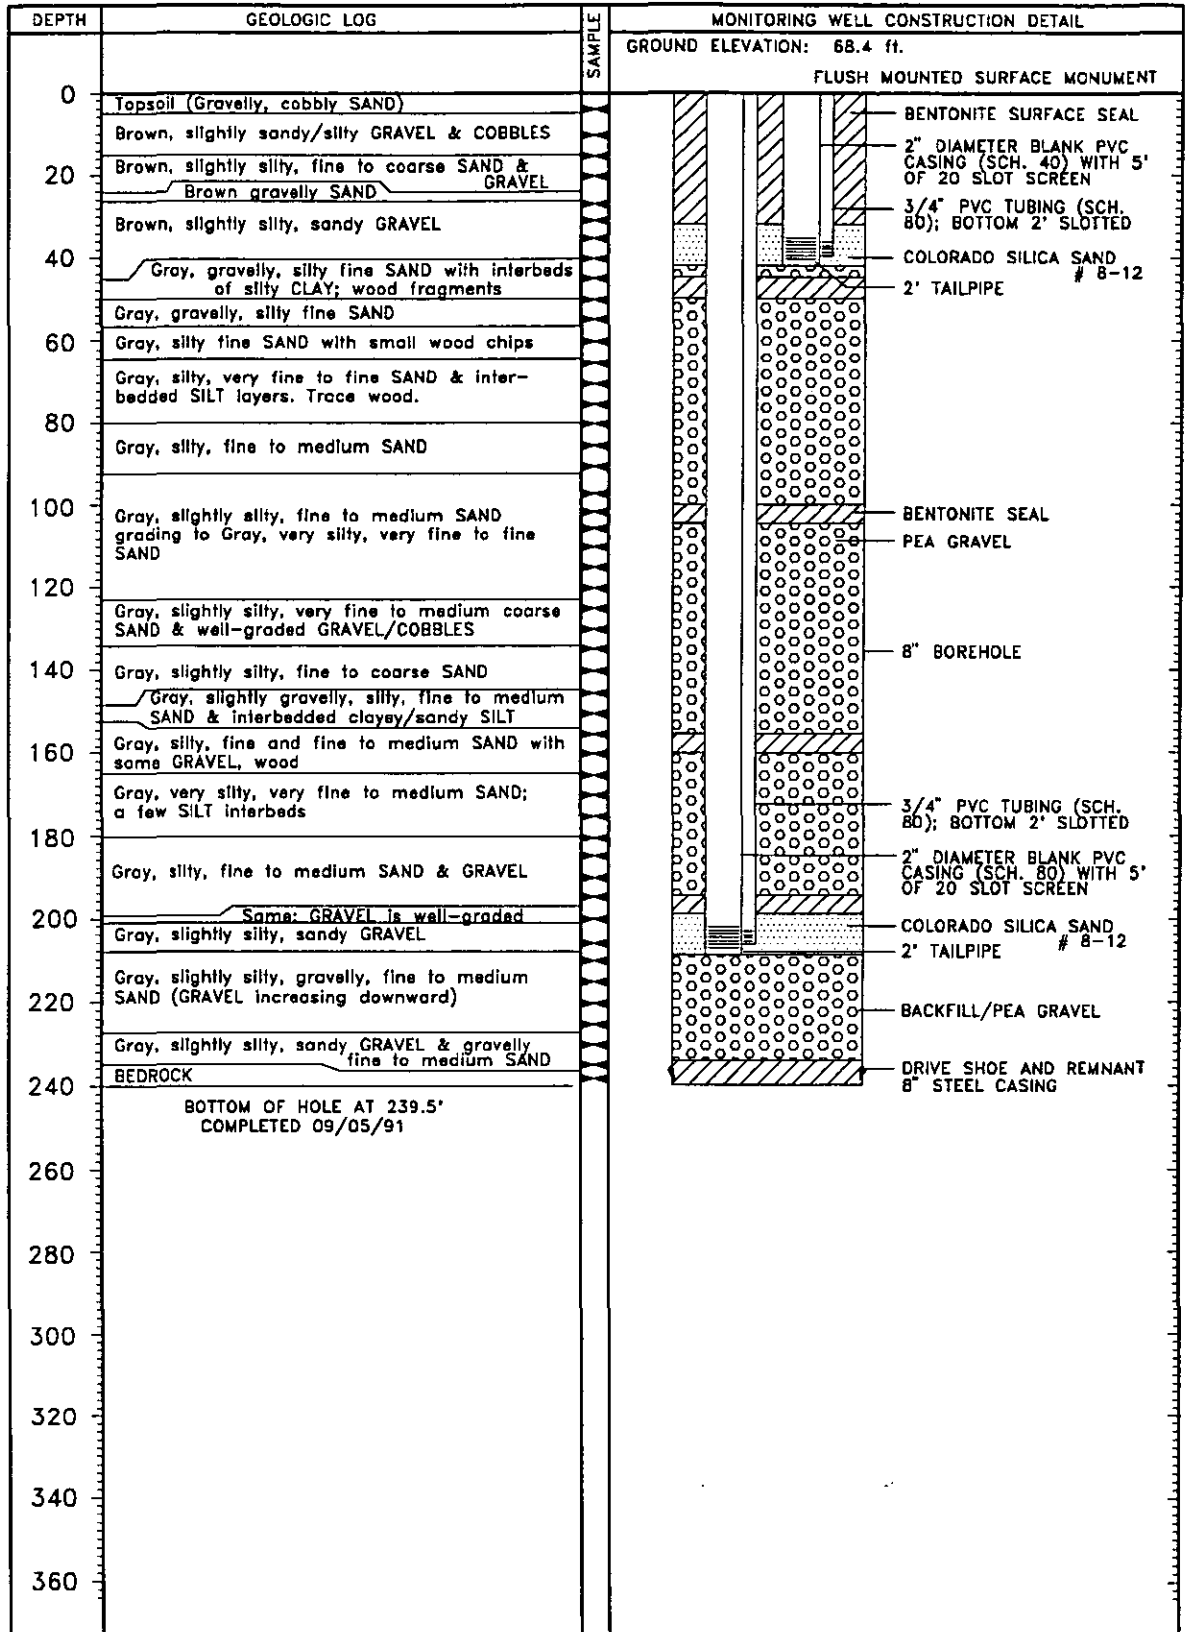 DEPTH
GEOLOGIC LOG
SAMPLE
MONITORING WELL CONSTRUCTION DETAIL
GROUND ELEVATION: 68.4 ft.
FLUSH MOUNTED SURFACE MONUMENT
0
20
40
60
80
100
120
140
160
180
200
220
240
260
280
300
320
340
360
Topsoil (Gravelly, cobbly SAND)
Brown, slightly sandy/silty GRAVEL & COBBLES
Brown, slightly silty, fine to coarse SAND &
GRAVEL
Brown gravelly SAND
Brown, slightly silty, sandy GRAVEL
Gray, gravelly, silty fine SAND with interbeds
of silty CLAY; wood fragments
Gray, gravelly, silty fine SAND
Gray, silty fine SAND with small wood chips
Gray, silty, very fine to fine SAND & inter-
bedded SILT layers. Trace wood.
Gray, silty, fine to medium SAND
Gray, slightly silty, fine to medium SAND
grading to Gray, very silty, very fine to fine
SAND
Gray, slightly silty, very fine to medium coarse
SAND & well-graded GRAVEL/COBBLES
Gray, slightly silty, fine to coarse SAND
Gray, slightly gravelly, silty, fine to medium
SAND & interbedded clayey/sandy SILT
Gray, silty, fine and fine to medium SAND with
some GRAVEL, wood
Gray, very silty, very fine to medium SAND;
a few SILT interbeds
Gray, silty, fine to medium SAND & GRAVEL
Same: GRAVEL is well-graded
Gray, slightly silty, sandy GRAVEL
Gray, slightly silty, gravelly, fine to medium
SAND (GRAVEL increasing downward)
Gray, slightly silty, sandy GRAVEL & gravelly
fine to medium SAND
BEDROCK
BOTTOM OF HOLE AT 239.5'
COMPLETED 09/05/91
BENTONITE SURFACE SEAL
2" DIAMETER BLANK PVC
CASING (SCH. 40) WITH 5'
OF 20 SLOT SCREEN
3/4" PVC TUBING (SCH.
80); BOTTOM 2' SLOTTED
COLORADO SILICA SAND
# 8-12
2' TAILPIPE
BENTONITE SEAL
PEA GRAVEL
8" BOREHOLE
3/4" PVC TUBING (SCH.
80); BOTTOM 2' SLOTTED
2" DIAMETER BLANK PVC
CASING (SCH. 80) WITH 5'
OF 20 SLOT SCREEN
COLORADO SILICA SAND
# 8-12
2' TAILPIPE
BACKFILL/PEA GRAVEL
DRIVE SHOE AND REMNANT
8" STEEL CASING